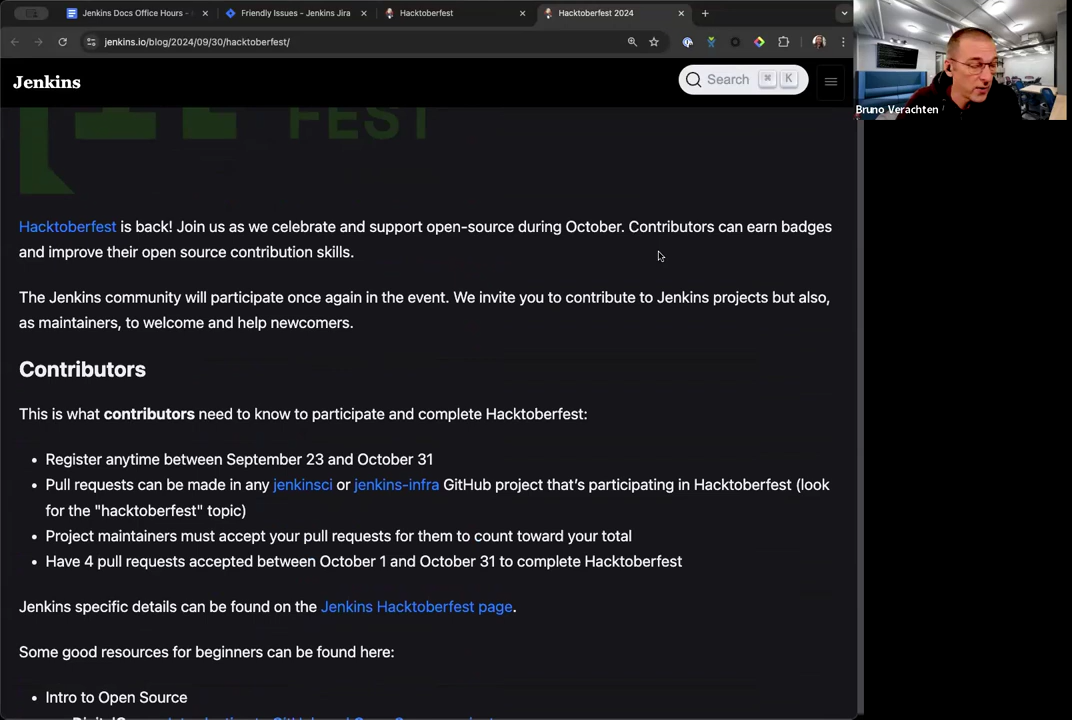 Jenkins Docs Office Hours -
Friendly Issues - Jenkins Jira
Hacktoberfest
Hacktoberfest 2024
jenkins.io/blog/2024/09/30/hacktoberfest/
Jenkins
Search ⌘ K
Bruno Verachten
FEST
Hacktoberfest is back! Join us as we celebrate and support open-source during October. Contributors can earn badges
and improve their open source contribution skills.
The Jenkins community will participate once again in the event. We invite you to contribute to Jenkins projects but also,
as maintainers, to welcome and help newcomers.
Contributors
This is what contributors need to know to participate and complete Hacktoberfest:
• Register anytime between September 23 and October 31
• Pull requests can be made in any jenkinsci or jenkins-infra GitHub project that's participating in Hacktoberfest (look
for the "hacktoberfest" topic)
• Project maintainers must accept your pull requests for them to count toward your total
• Have 4 pull requests accepted between October 1 and October 31 to complete Hacktoberfest
Jenkins specific details can be found on the Jenkins Hacktoberfest page.
Some good resources for beginners can be found here:
• Intro to Open Source